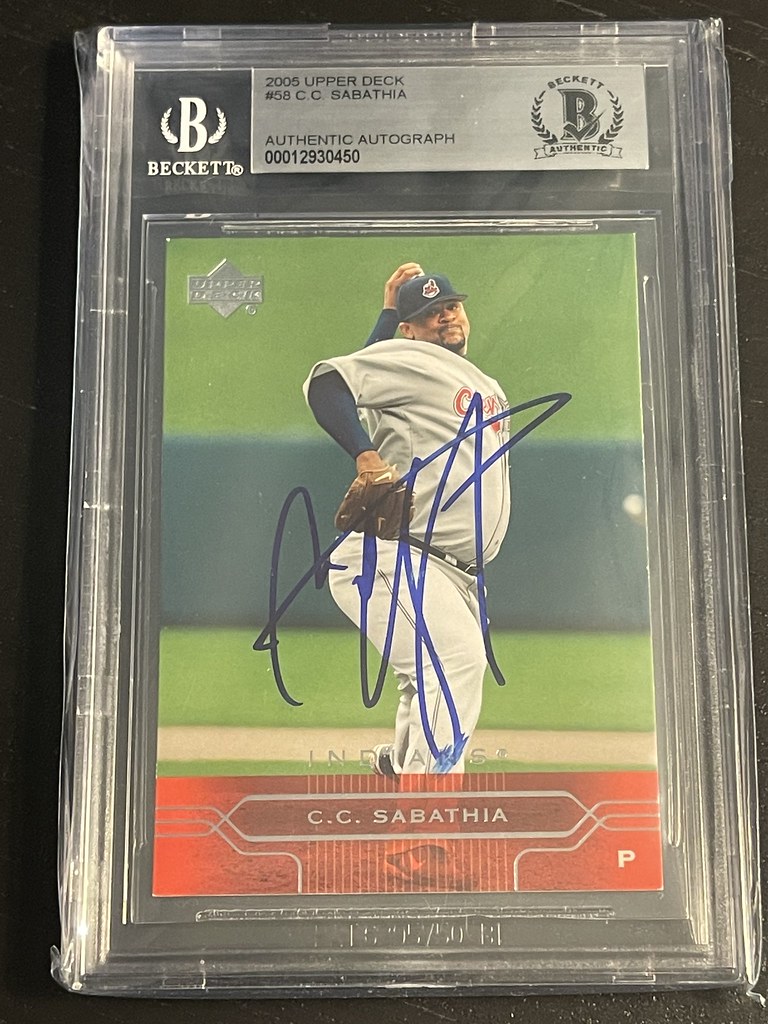 2005 UPPER DECK
#58 C.C. SABATHIA
AUTHENTIC AUTOGRAPH
00012930450
B
BECKETT®
BECKETT
B
AUTHENTIC
UPPER
DECK
INDIANS
C.C. SABATHIA
P